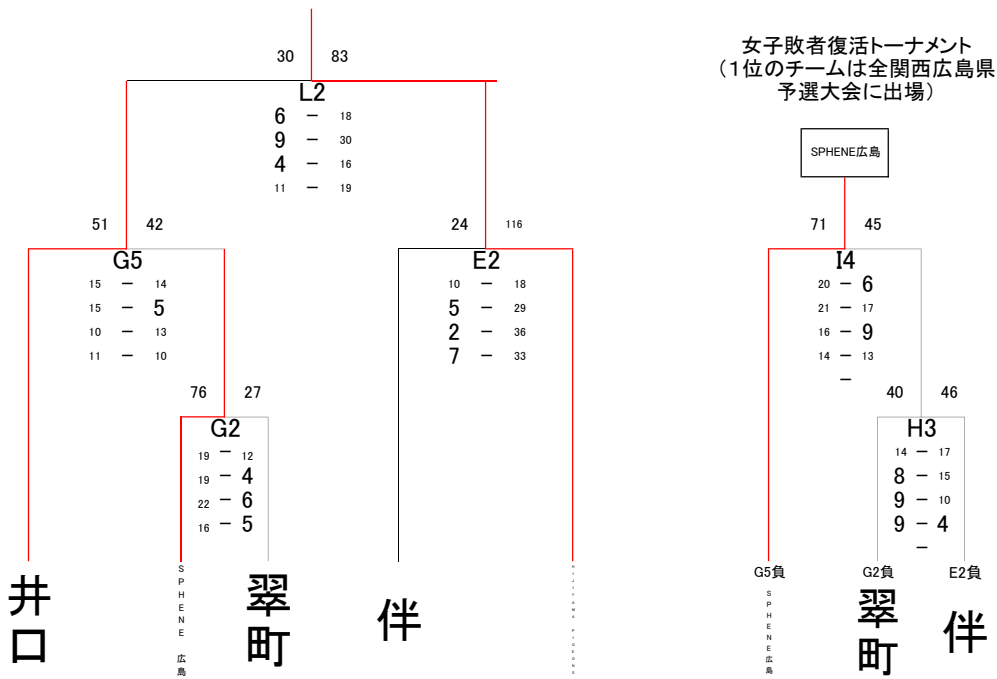 女子敗者復活トーナメント
（１位のチームは全関西広島県
予選大会に出場）
30 83
L2
6 － 18
9 － 30
4 － 16
11 － 19
SPHENE広島
51 42
G5
15 － 14
15 － 5
10 － 13
11 － 10
24 116
E2
10 － 18
5 － 29
2 － 36
7 － 33
71 45
I4
20 － 6
21 － 17
16 － 9
14 － 13
－
76 27
G2
19 － 12
19 － 4
22 － 6
16 － 5
40 46
H3
14 － 17
8 － 15
9 － 10
9 － 4
－
井口
SPHENE 広島
翠町
伴
G5負
SPHENE広島
G2負
翠町
E2負
伴